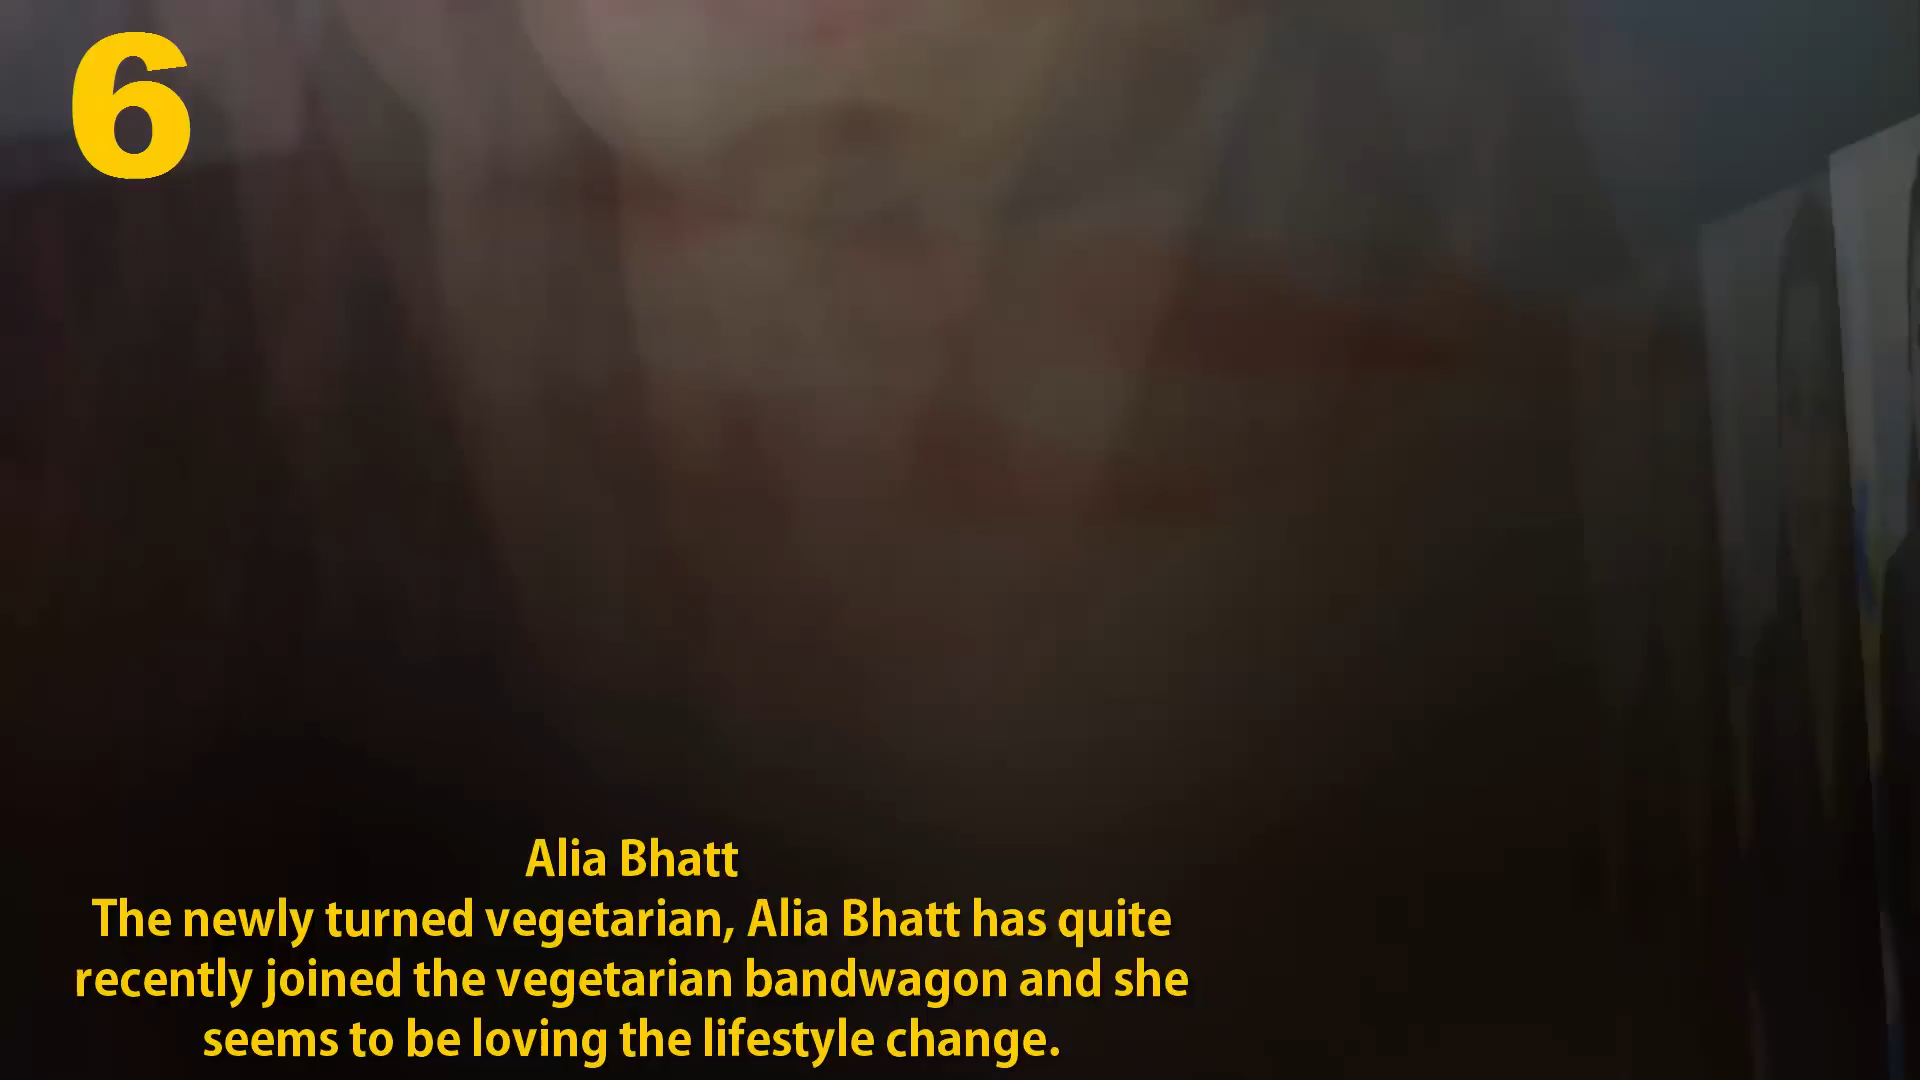 6
Alia Bhatt
The newly turned vegetarian, Alia Bhatt has quite
recently joined the vegetarian bandwagon and she
seems to be loving the lifestyle change.